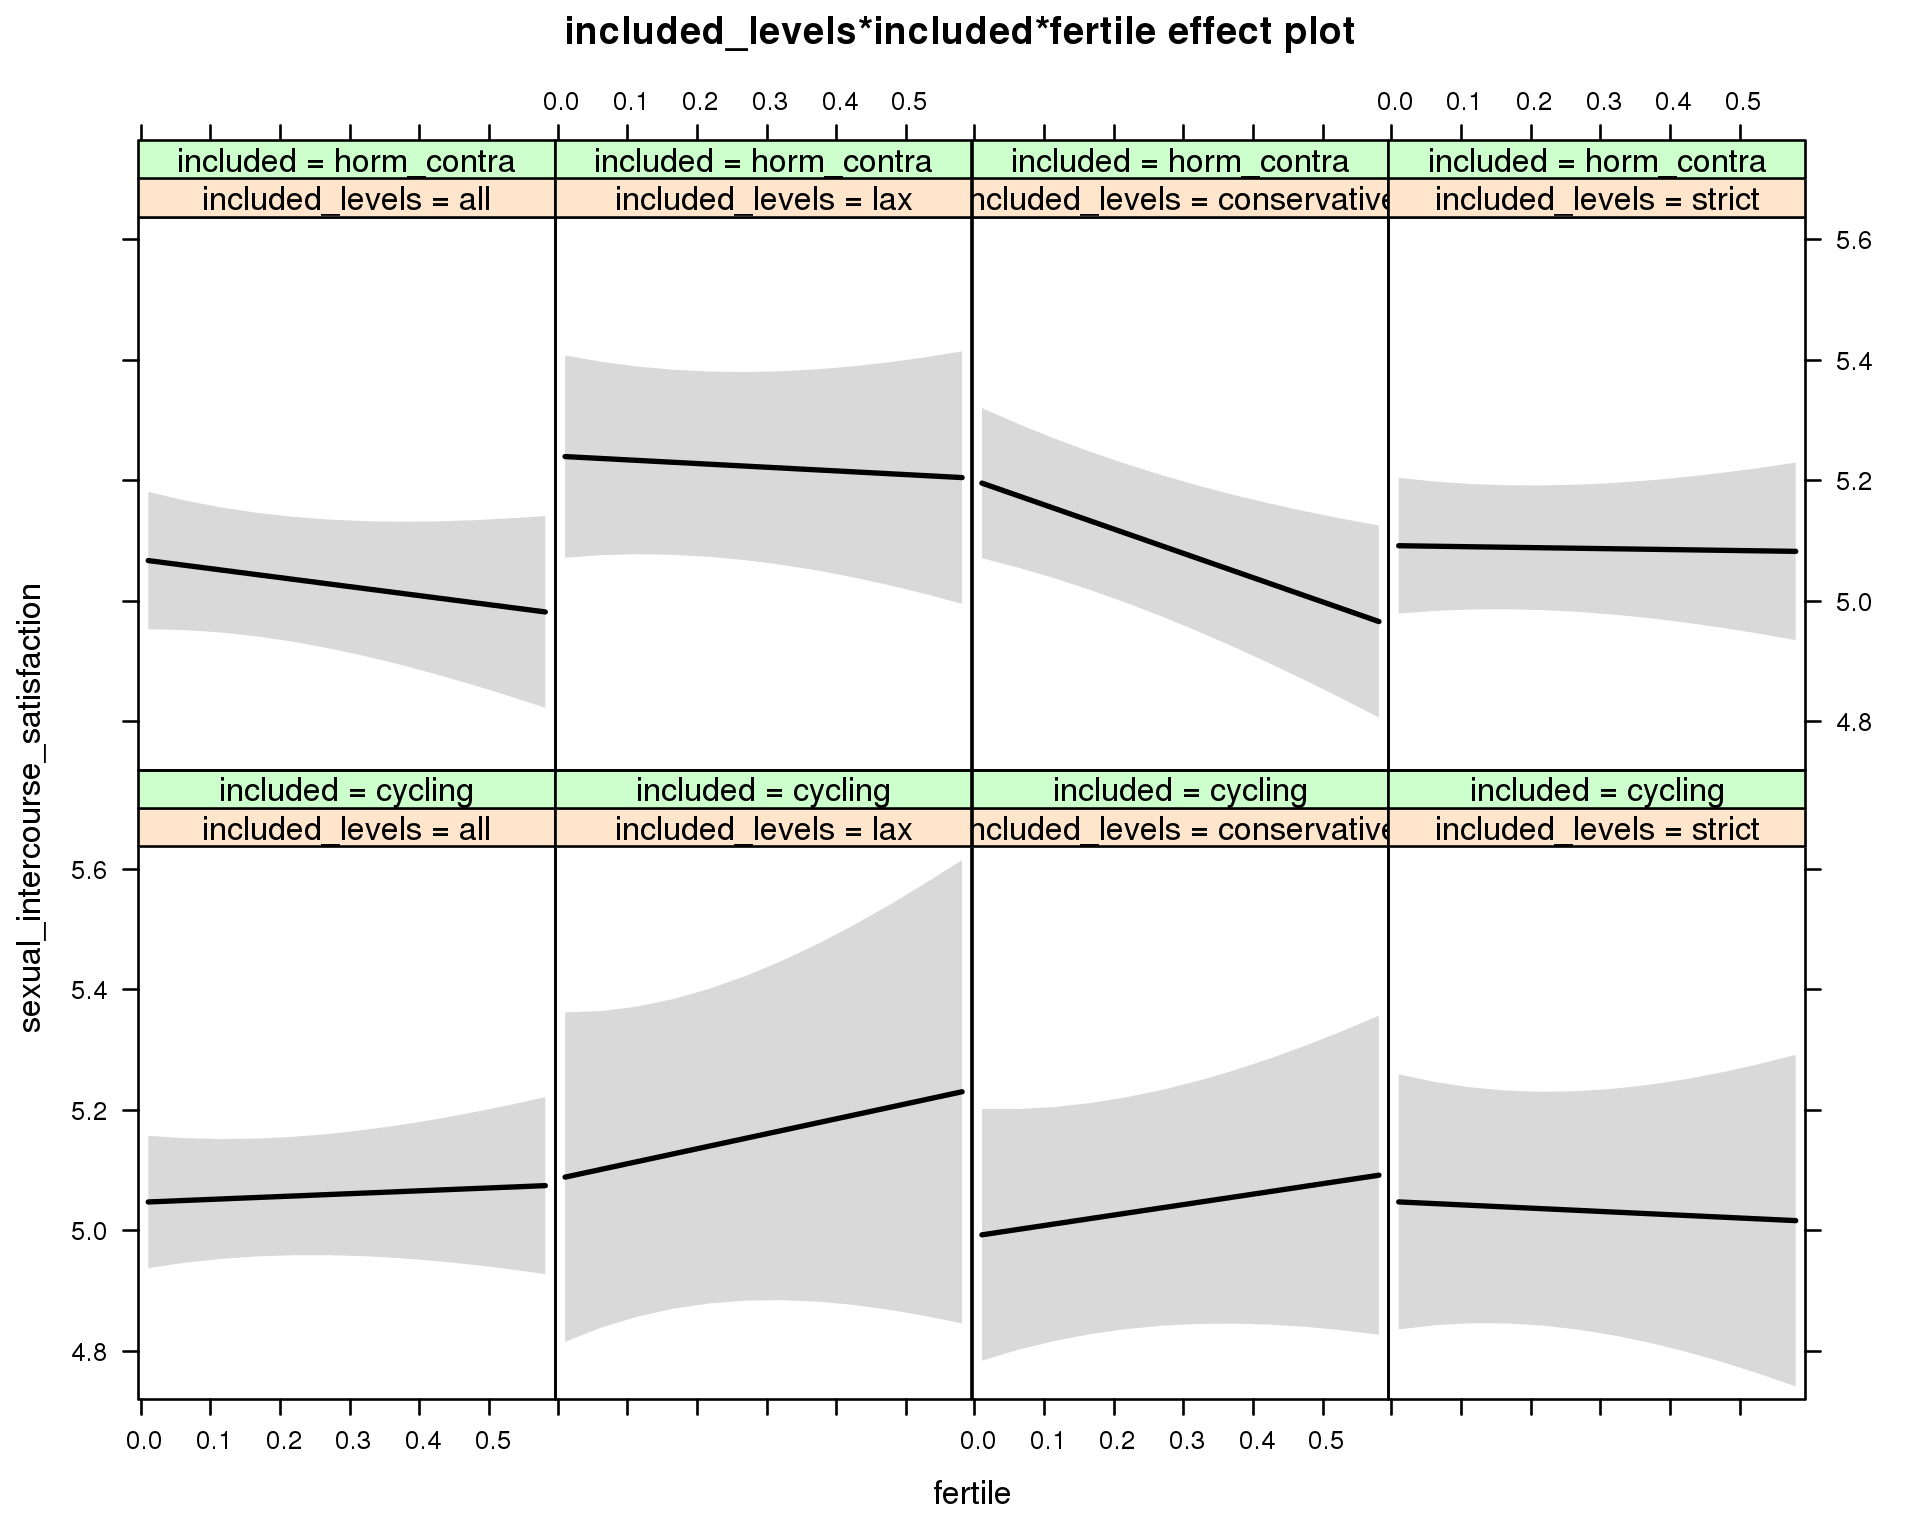 included_levels*included*fertile effect plot
0.0 0.1 0.2 0.3 0.4 0.5 0.0 0.1 0.2 0.3 0.4 0.5
included = horm_contra included = horm_contra included = horm_contra included = horm_contra
included_levels = all included_levels = lax ncluded_levels = conservative included_levels = strict
5.6
5.4
5.2
5.0
4.8
sexual_intercourse_satisfaction
included = cycling included = cycling included = cycling included = cycling
included_levels = all included_levels = lax ncluded_levels = conservative included_levels = strict
5.6
5.4
5.2
5.0
4.8
0.0 0.1 0.2 0.3 0.4 0.5 0.0 0.1 0.2 0.3 0.4 0.5
fertile